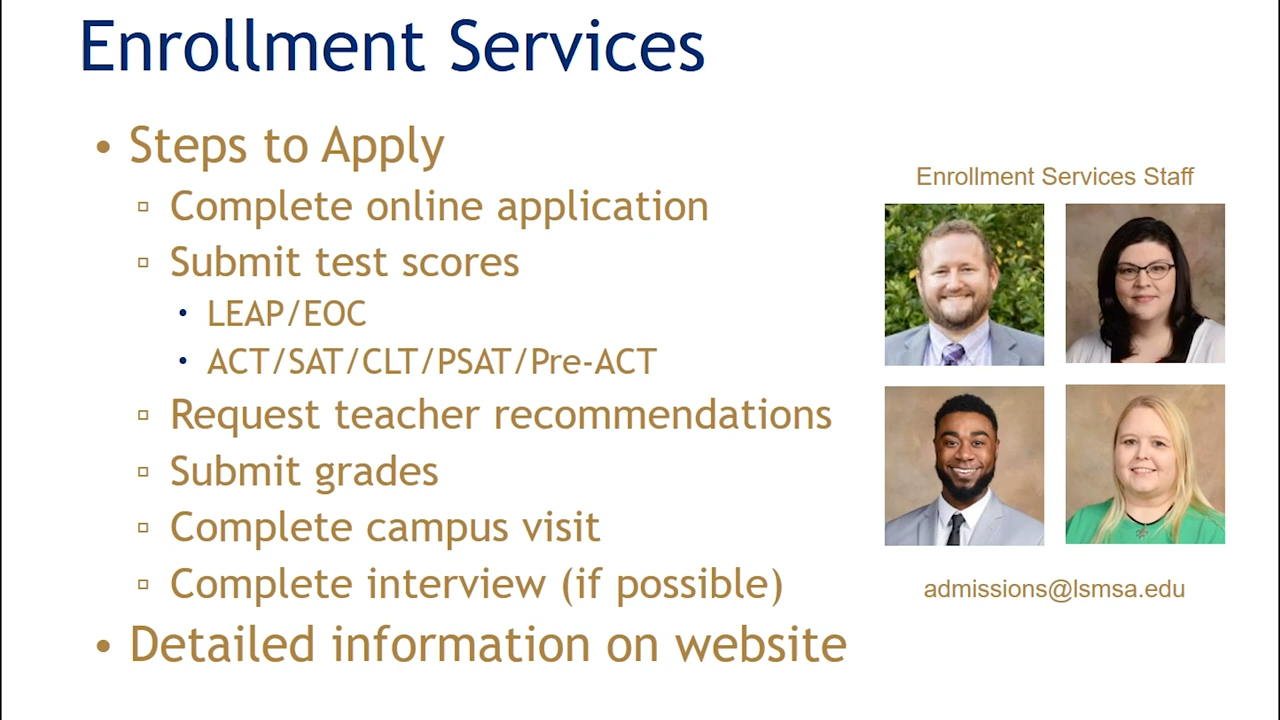 Enrollment Services
• Steps to Apply
▫ Complete online application
▫ Submit test scores
• LEAP/EOC
• ACT/SAT/CLT/PSAT/Pre-ACT
▫ Request teacher recommendations
▫ Submit grades
▫ Complete campus visit
▫ Complete interview (if possible)
• Detailed information on website
Enrollment Services Staff
admissions@lsmsa.edu